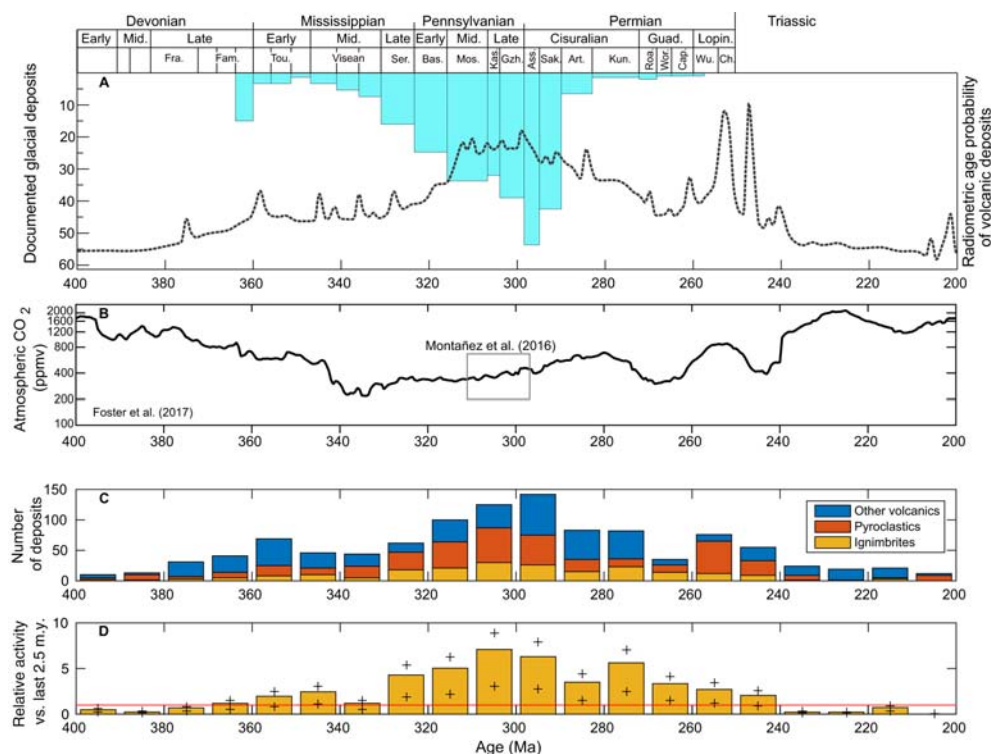 Devonian Mississippian Pennsylvanian Permian Triassic
Early Mid. Late Early Mid. Late Early Mid. Late Cisuralian Guad. Lopin.
Fra. Fam. Tou. Visean Ser. Bas. Mos. Kas. Gzh. Ass. Sak. Art. Kun. Roa. Wor. Cap. Wu. Ch.
A
Documented glacial deposits
10
20
30
40
50
60
Radiometric age probability
of volcanic deposits
400 380 360 340 320 300 280 260 240 220 200
B
Atmospheric CO2
(ppmv)
2000
1600
1200
800
400
200
100
Montañez et al. (2016)
Foster et al. (2017)
400 380 360 340 320 300 280 260 240 220 200
C
Number
of deposits
150
100
50
0
Other volcanics
Pyroclastics
Ignimbrites
400 380 360 340 320 300 280 260 240 220 200
D
Relative activity
vs. last 2.5 m.y.
10
5
0
400 380 360 340 320 300 280 260 240 220 200
Age (Ma)